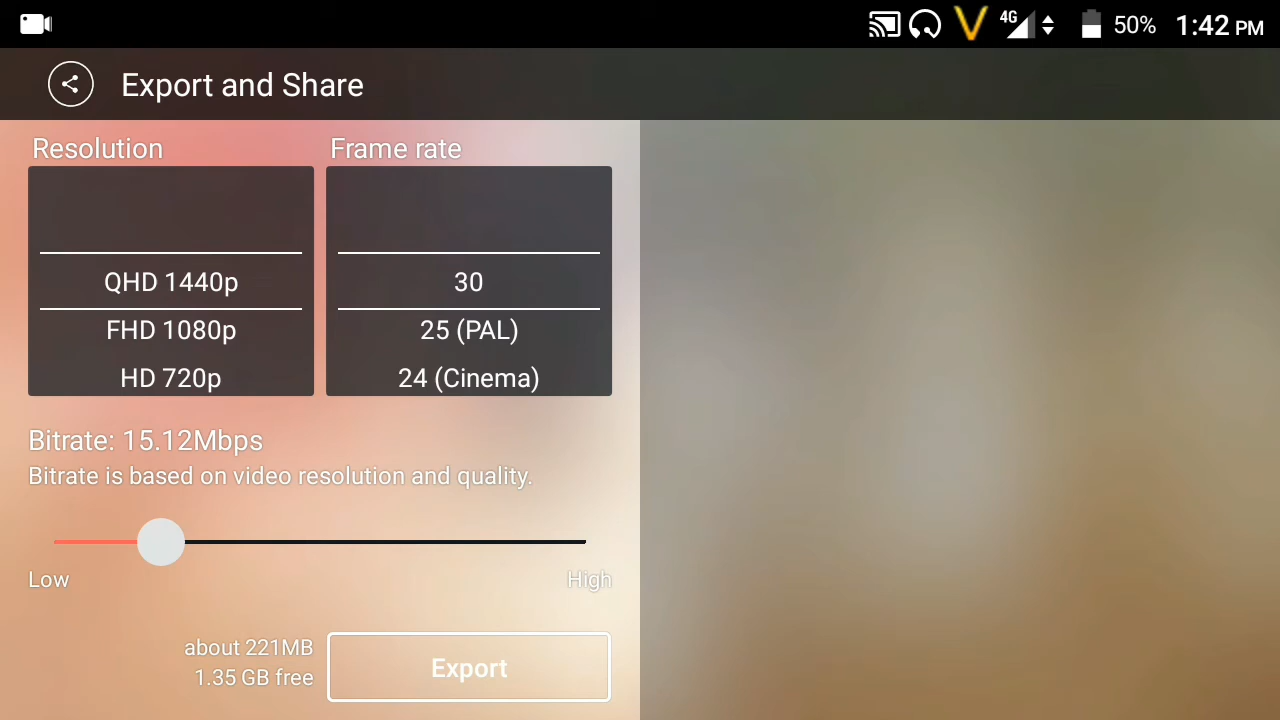 4G 50% 1:42 PM
Export and Share
Resolution
Frame rate
QHD 1440p
30
FHD 1080p
25 (PAL)
HD 720p
24 (Cinema)
Bitrate: 15.12Mbps
Bitrate is based on video resolution and quality.
Low
High
about 221MB
1.35 GB free
Export